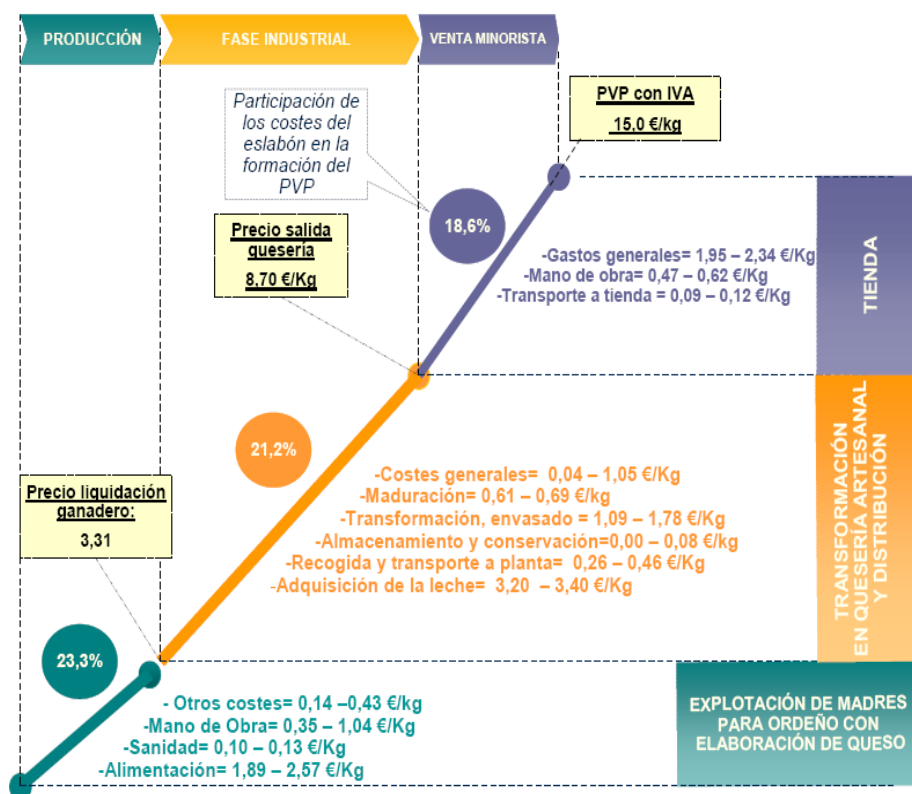 PRODUCCIÓN
FASE INDUSTRIAL
VENTA MINORISTA
Participación de
los costes del
eslabón en la
formación del
PVP
PVP con IVA
15,0 €/kg
18,6%
Precio salida
quesería
8,70 €/Kg
-Gastos generales= 1,95 – 2,34 €/Kg
-Mano de obra= 0,47 – 0,62 €/Kg
-Transporte a tienda = 0,09 – 0,12 €/Kg
TIENDA
21,2%
-Costes generales= 0,04 – 1,05 €/Kg
-Maduración= 0,61 – 0,69 €/kg
-Transformación, envasado = 1,09 – 1,78 €/Kg
-Almacenamiento y conservación=0,00 – 0,08 €/kg
-Recogida y transporte a planta= 0,26 – 0,46 €/Kg
-Adquisición de la leche= 3,20 – 3,40 €/Kg
TRANSFORMACIÓN
EN QUESERÍA ARTESANAL
Y DISTRIBUCIÓN
Precio liquidación
ganadero:
3,31
23,3%
- Otros costes= 0,14 –0,43 €/kg
-Mano de Obra= 0,35 – 1,04 €/Kg
-Sanidad= 0,10 – 0,13 €/Kg
-Alimentación= 1,89 – 2,57 €/Kg
EXPLOTACIÓN DE MADRES
PARA ORDEÑO CON
ELABORACIÓN DE QUESO